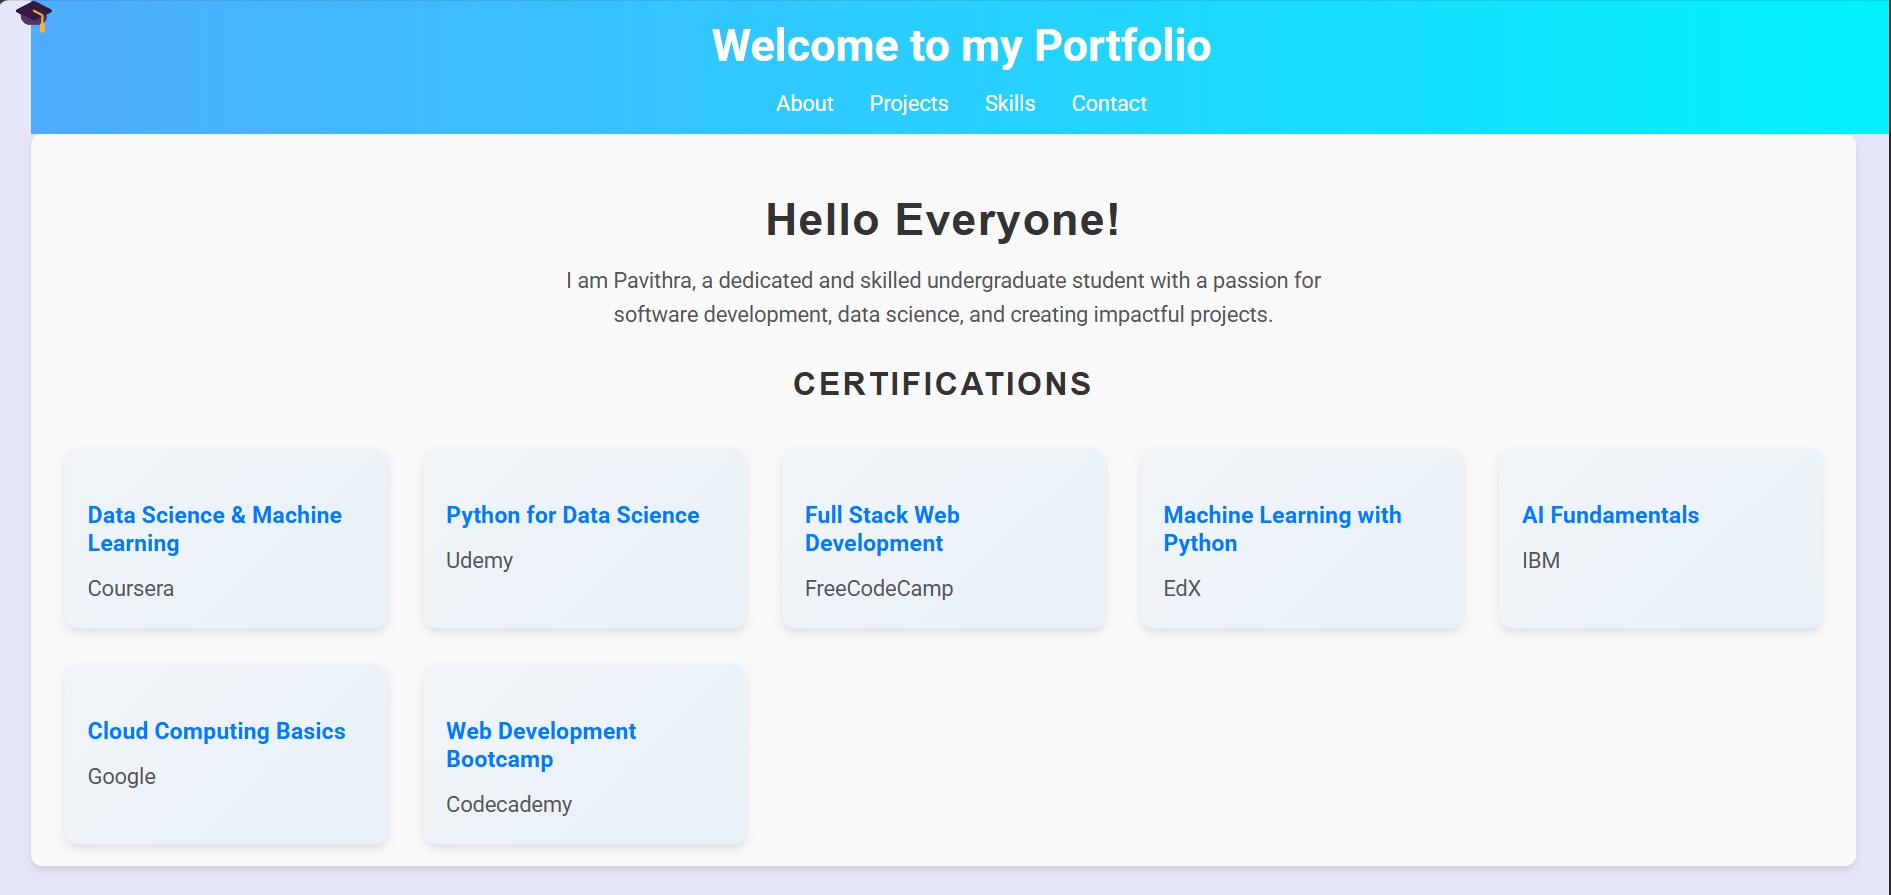 Welcome to my Portfolio
About Projects Skills Contact
Hello Everyone!
I am Pavithra, a dedicated and skilled undergraduate student with a passion for
software development, data science, and creating impactful projects.
CERTIFICATIONS
Data Science & Machine
Learning
Coursera
Python for Data Science
Udemy
Full Stack Web
Development
FreeCodeCamp
Machine Learning with
Python
EdX
AI Fundamentals
IBM
Cloud Computing Basics
Google
Web Development
Bootcamp
Codecademy